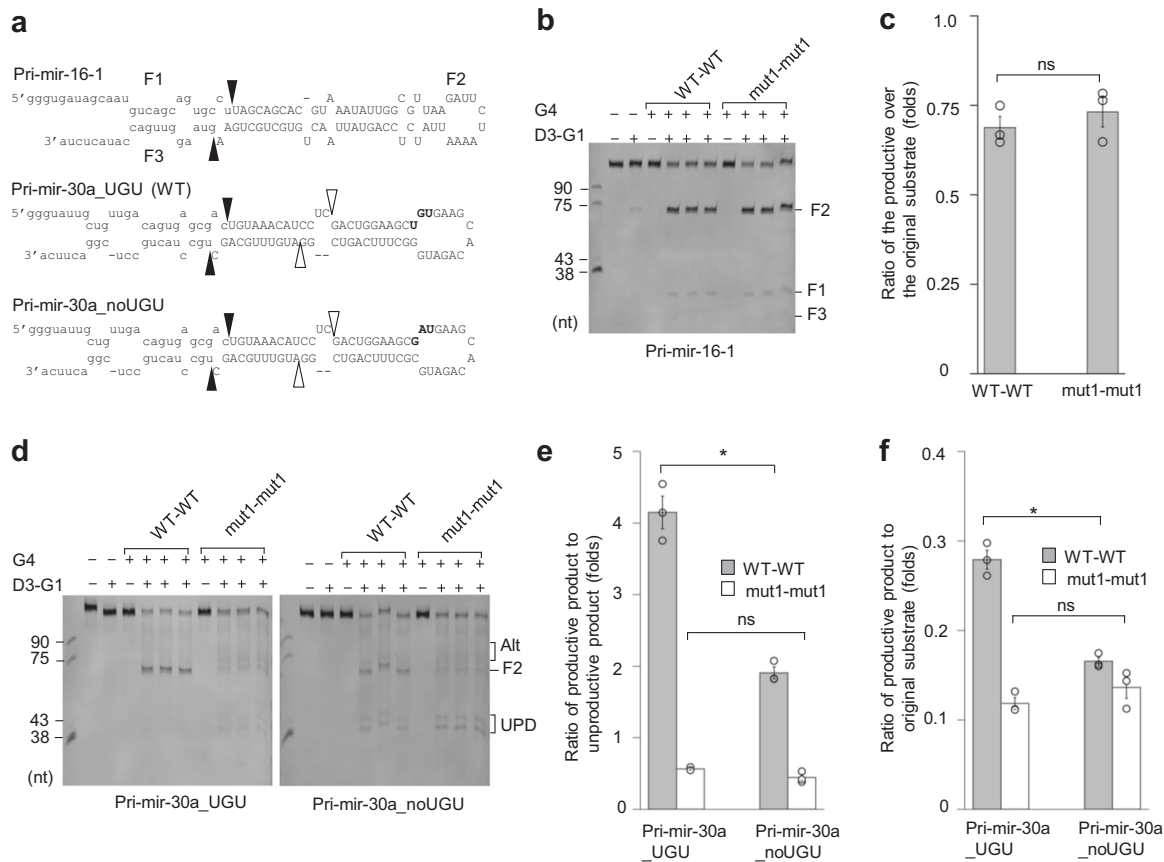 a
Pri-mir-16-1
F1
F2
5'gggugauagcaau ag c -A C U GAUU
gucagc ugc uUAGCAGCAC GU AAUAUUGG G UAA C
caguug aug AGUCGUCGUG CA UUAUGACC AUU U
3'aucucauac ga A U A U U AAAA
F3
Pri-mir-30a_UGU (WT)
5'ggggauuug uuga a a UC GUGAAG
cug cagug gcg cUGUAAACAUCC GACUGGAAGCU C
ggc gucau cgu GACGUUUGUAGG CUGACUUUCG A
3'acuuca -ucc c C -- GUAGAC
Pri-mir-30a_noUGU
5'ggguauug uuga a a UC AUGAAG
cug cagug gcg cUGUAAACAUCC GACUGGAAGCG C
ggc gucau cgu GACGUUUGUAGG CUGACUUUCGC A
3'acuuca -ucc c C -- GUAGAC
b
WT-WT
mut1-mut1
G4 – – + + + + + + + +
D3-G1 – + – + + + – + + +
90
75
43
38
(nt)
F2
F1
F3
Pri-mir-16-1
c
Ratio of the productive over
the original substrate (folds)
1.0
0.75
0.50
0.25
0
ns
WT-WT
mut1-mut1
d
WT-WT
mut1-mut1
WT-WT
mut1-mut1
G4 – – + + + + + + + + – – + + + + + + + +
D3-G1 – + – + + + – + + + – + – + + + – + + +
90
75
43
38
(nt)
Alt
F2
UPD
Pri-mir-30a_UGU
Pri-mir-30a_noUGU
e
Ratio of productive product to
unproductive product (folds)
5
4
3
2
1
0
*
WT-WT
mut1-mut1
ns
Pri-mir-30a
_UGU
Pri-mir-30a
_noUGU
f
Ratio of productive product to
original substrate (folds)
0.4
0.3
0.2
0.1
0
*
WT-WT
mut1-mut1
ns
Pri-mir-30a
_UGU
Pri-mir-30a
_noUGU